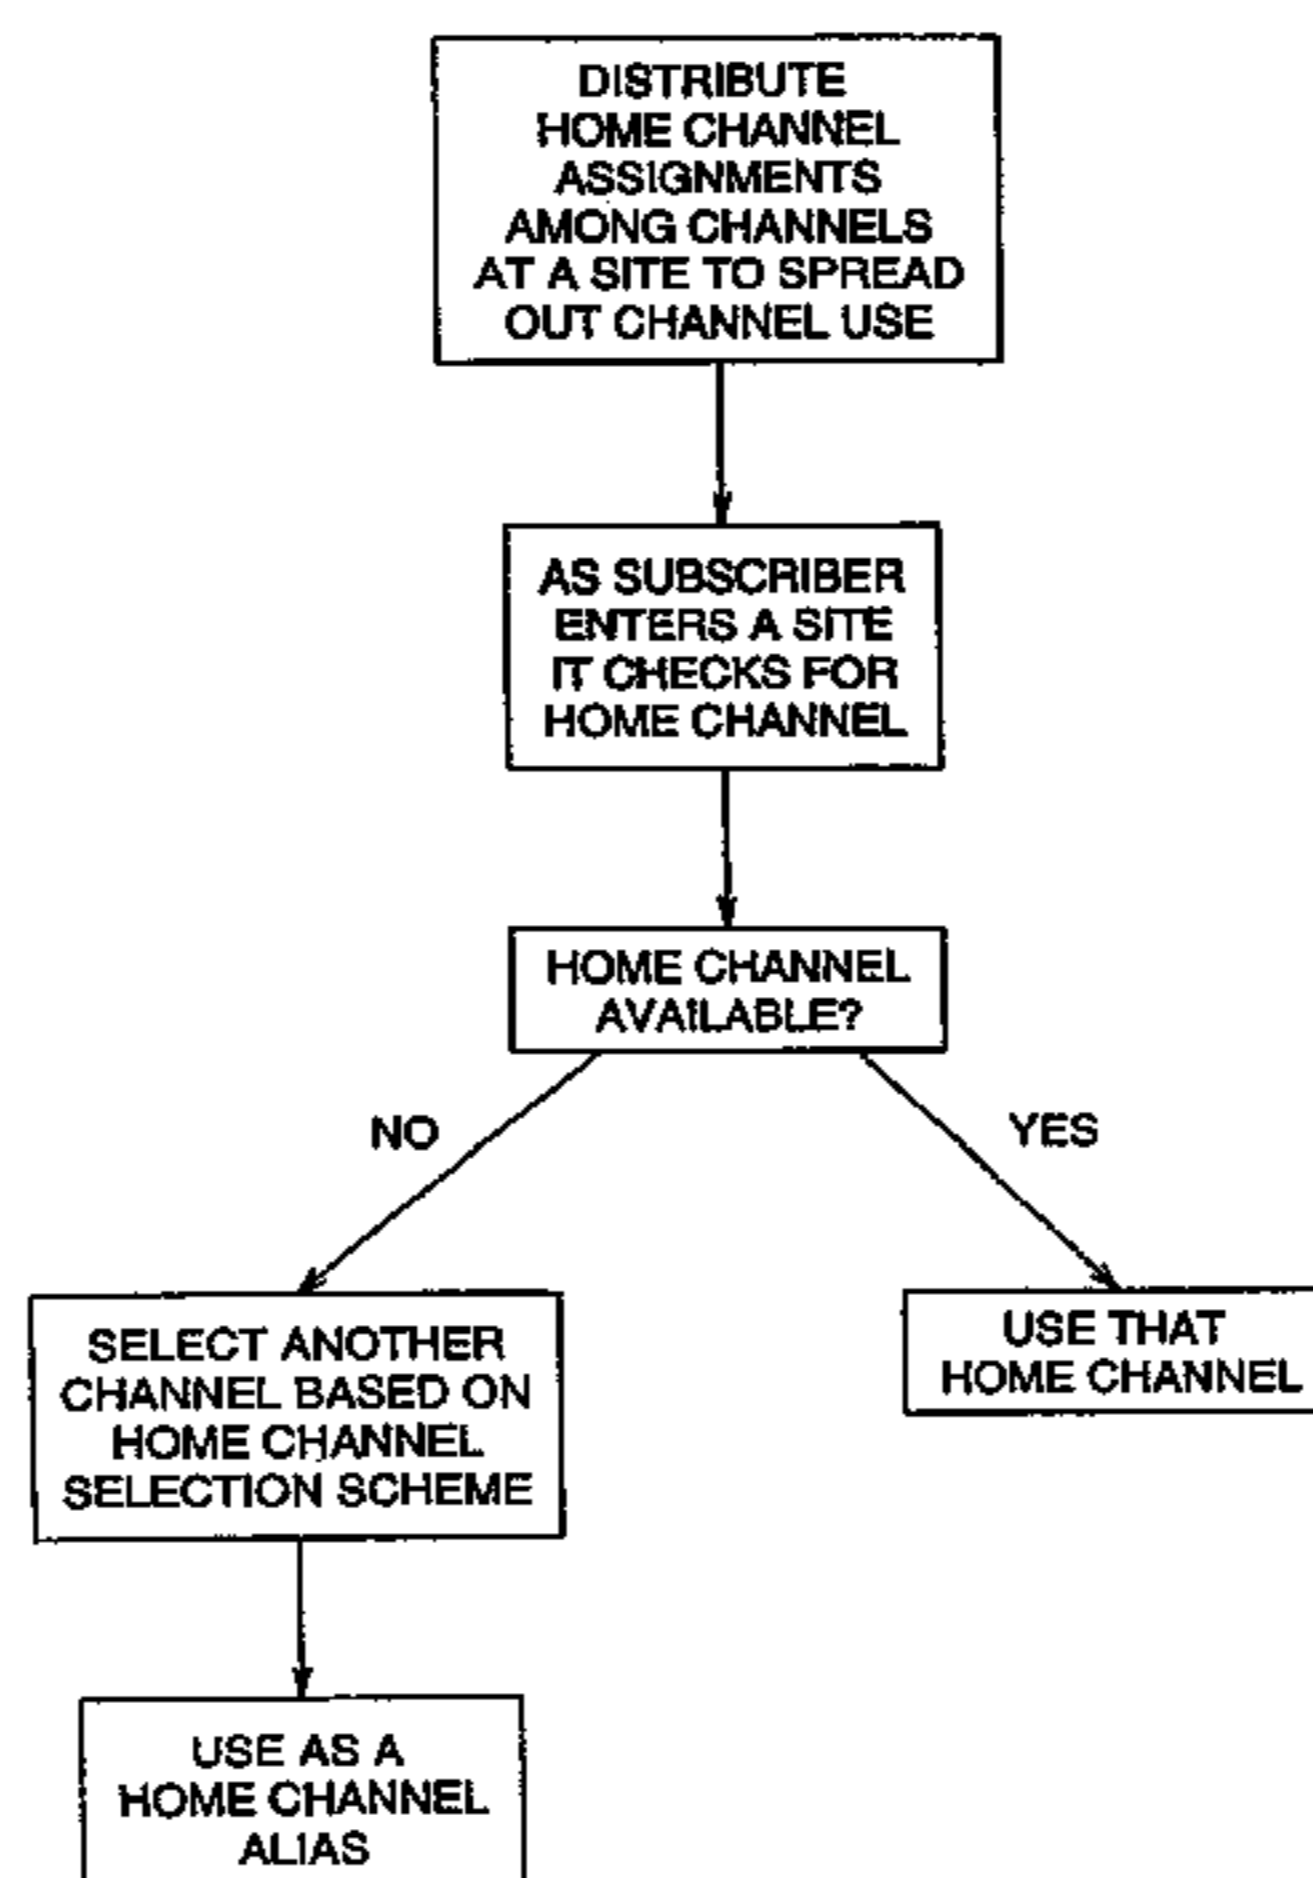 DISTRIBUTE
HOME CHANNEL
ASSIGNMENTS
AMONG CHANNELS
AT A SITE TO SPREAD
OUT CHANNEL USE
AS SUBSCRIBER
ENTERS A SITE
IT CHECKS FOR
HOME CHANNEL
HOME CHANNEL
AVAILABLE?
NO
YES
SELECT ANOTHER
CHANNEL BASED ON
HOME CHANNEL
SELECTION SCHEME
USE THAT
HOME CHANNEL
USE AS A
HOME CHANNEL
ALIAS